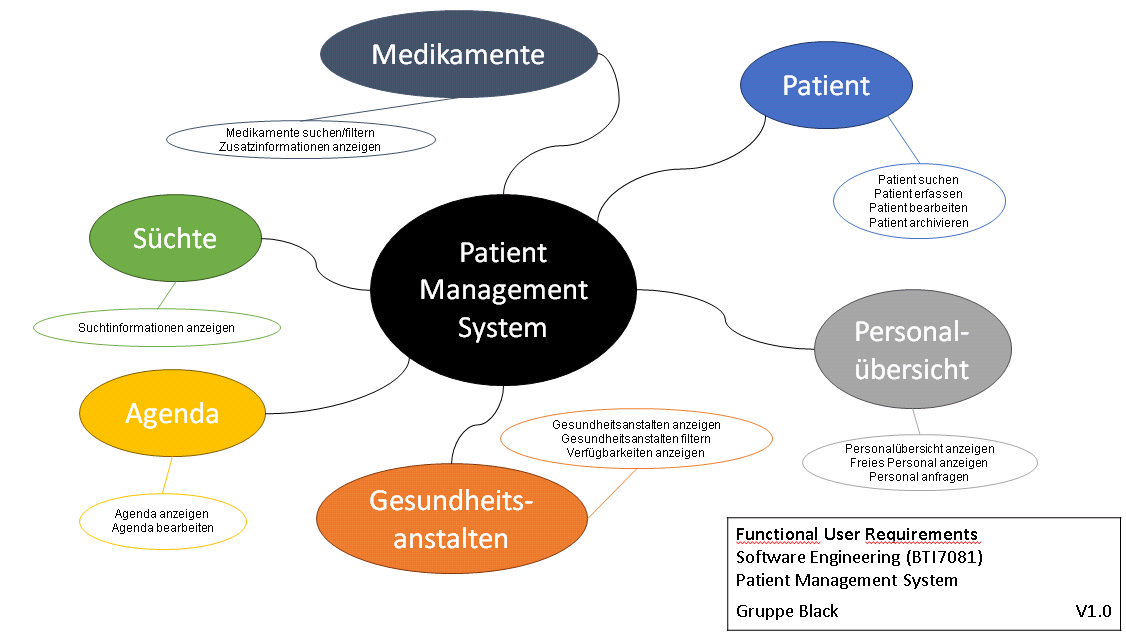 Medikamente
Medikamente suchen/filtern
Zusatzinformationen anzeigen
Patient
Patient suchen
Patient erfassen
Patient bearbeiten
Patient archivieren
Süchte
Suchtinformationen anzeigen
Patient
Management
System
Personal-
übersicht
Personalübersicht anzeigen
Freies Personal anzeigen
Personal anfragen
Agenda
Agenda anzeigen
Agenda bearbeiten
Gesundheitsanstalten anzeigen
Gesundheitsanstalten filtern
Verfügbarkeiten anzeigen
Gesundheits-
anstalten
Functional User Requirements
Software Engineering (BTI7081)
Patient Management System
Gruppe Black V1.0